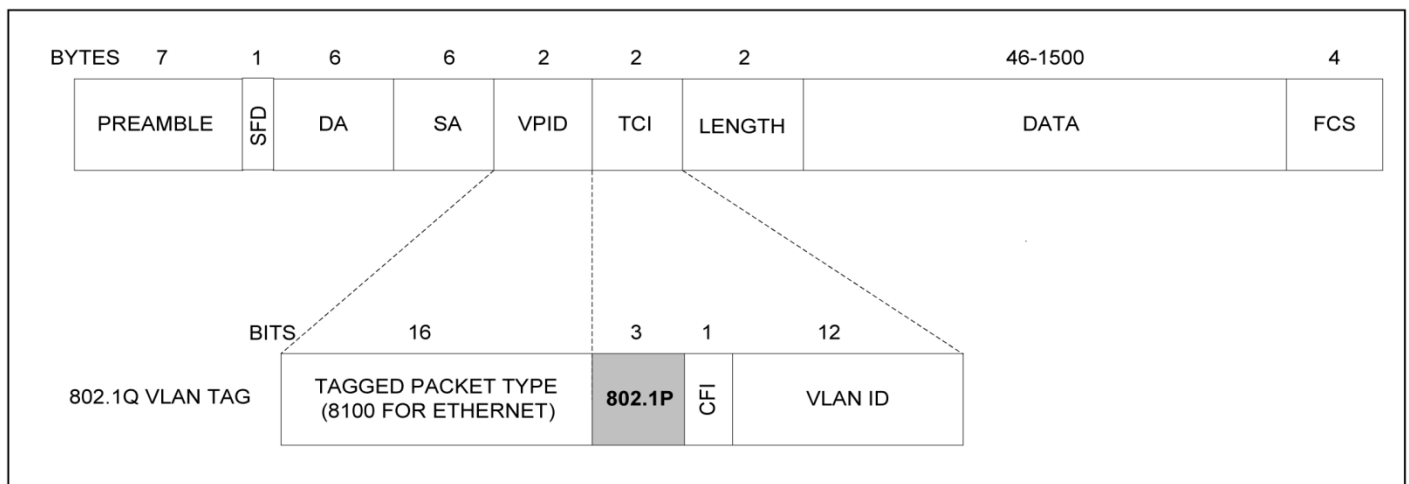 BYTES 7 1 6 6 2 2 2 46-1500 4
PREAMBLE SFD DA SA VPID TCI LENGTH DATA FCS
BITS 16 3 1 12
802.1Q VLAN TAG TAGGED PACKET TYPE
(8100 FOR ETHERNET) 802.1P CFI VLAN ID